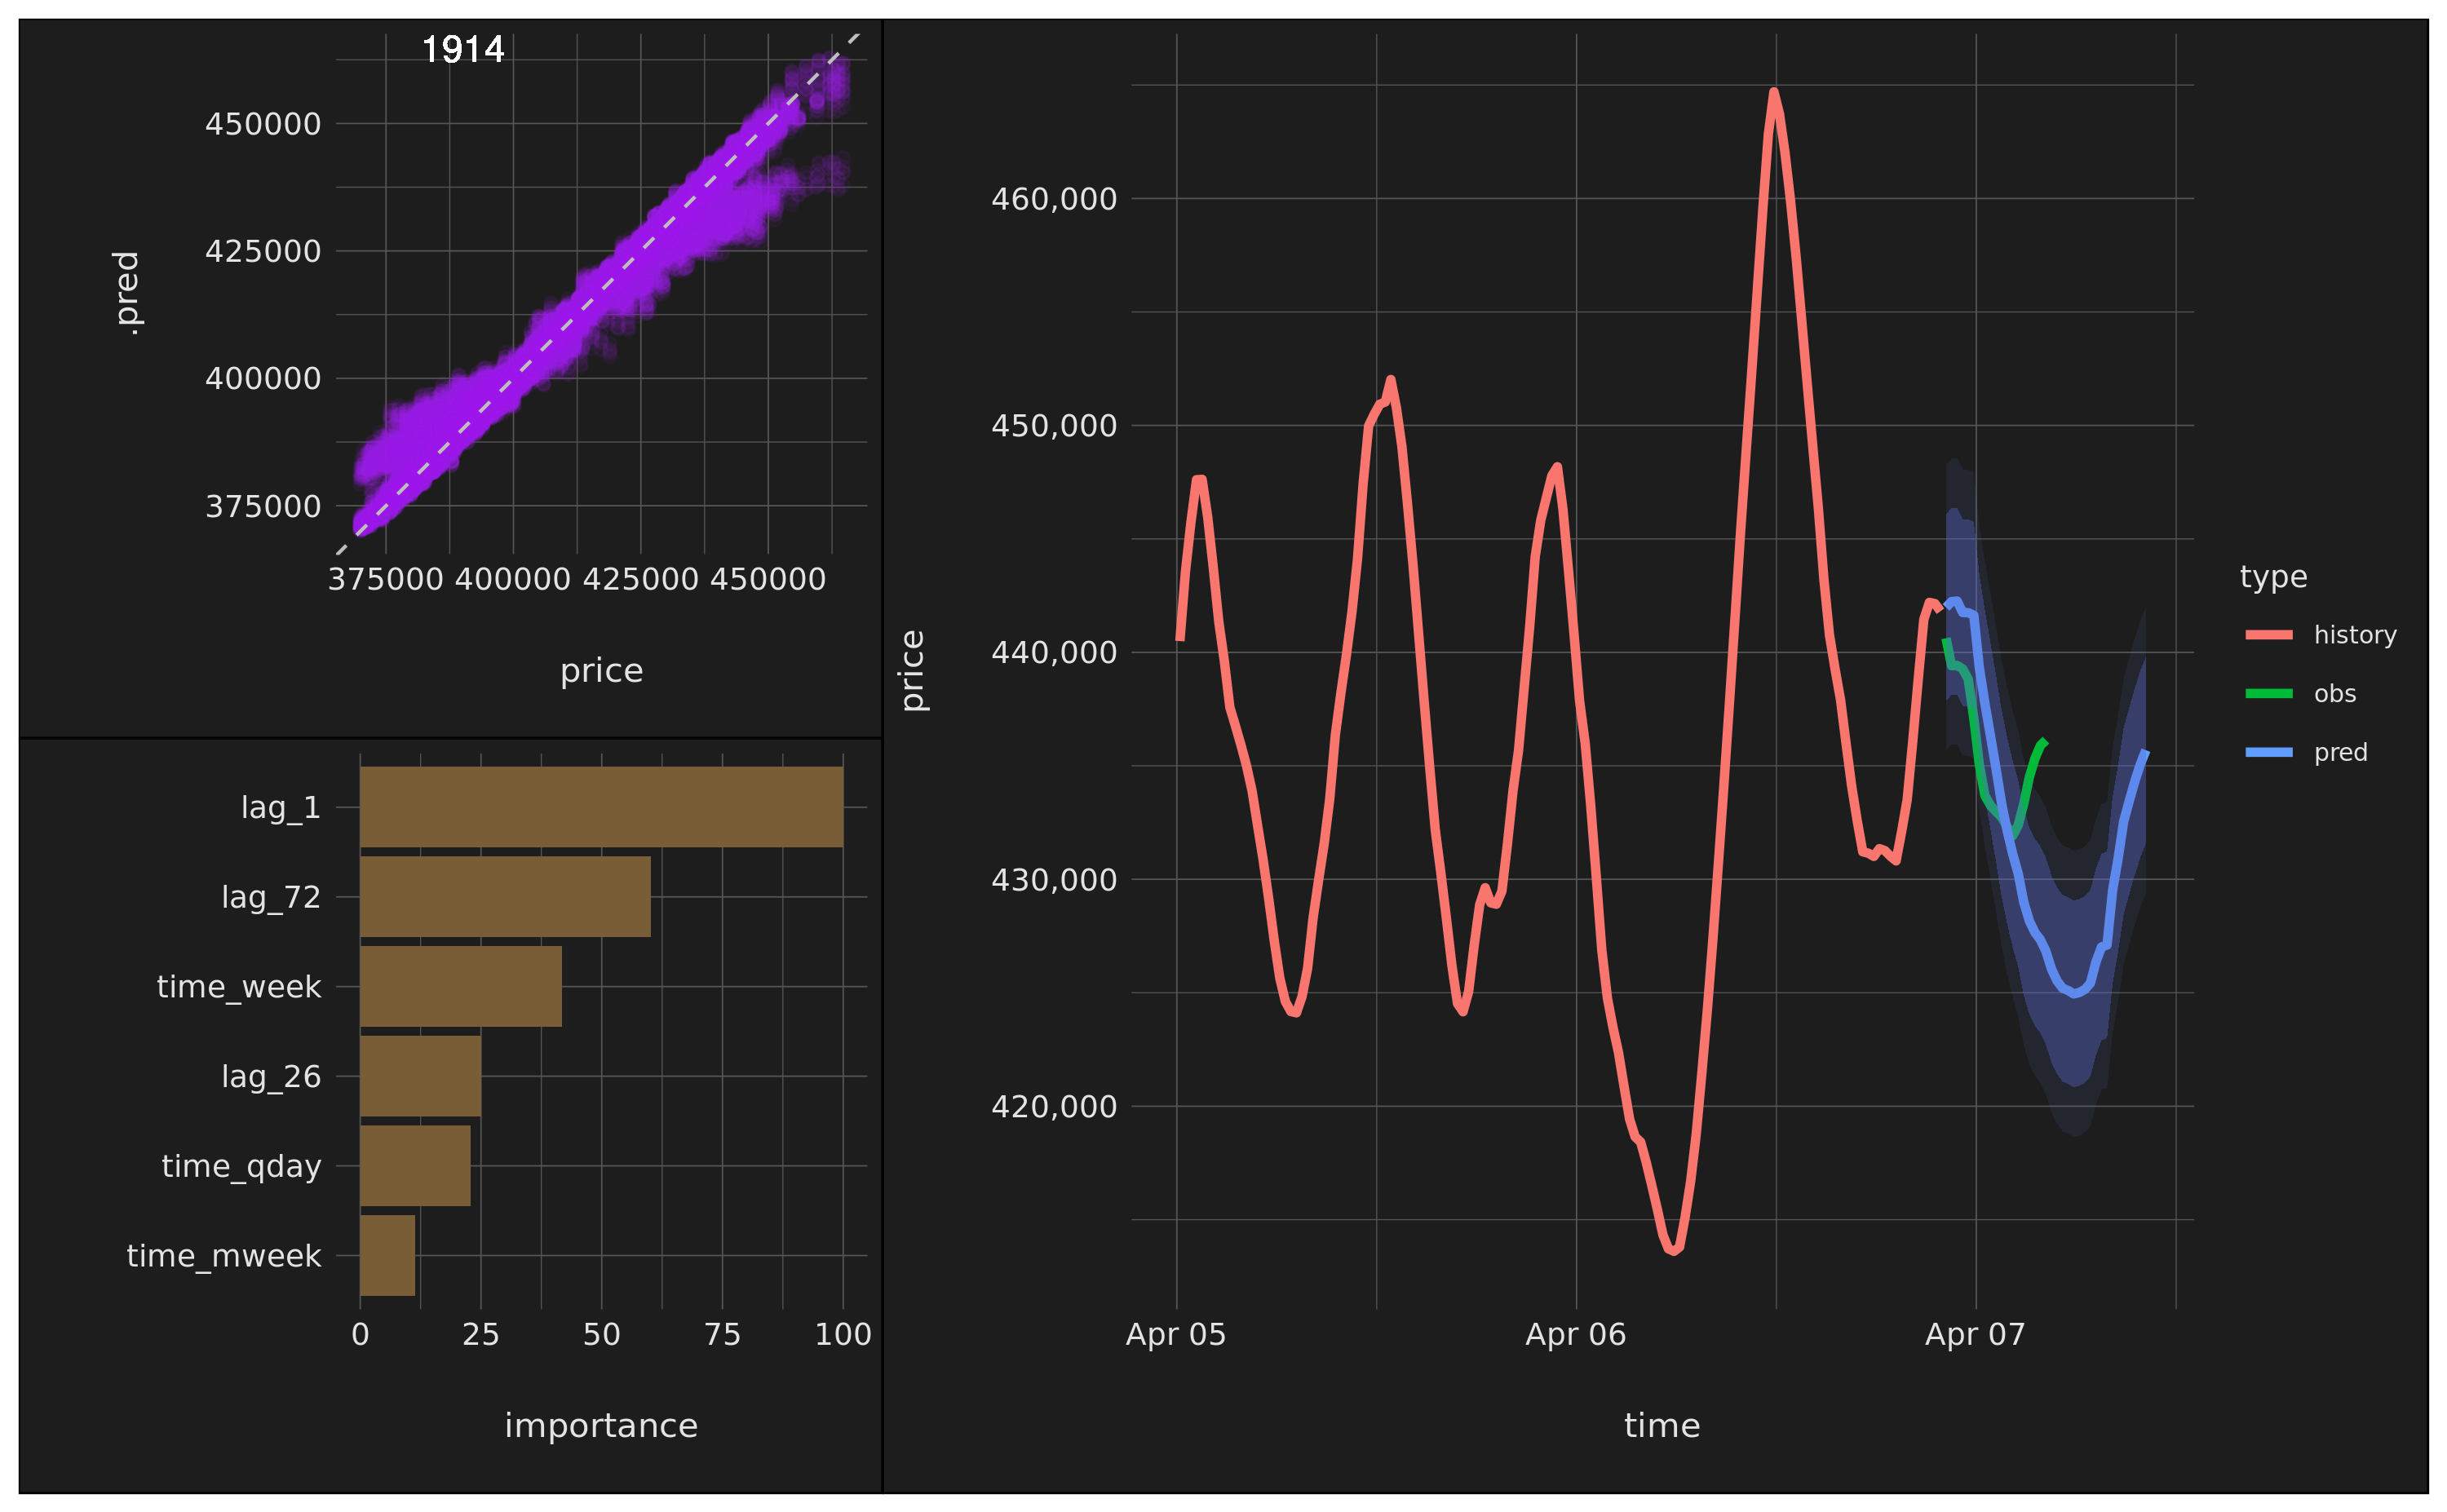 1914
450000
425000
400000
375000
.pred
375000 400000 425000 450000
price
lag_1
lag_72
time_week
lag_26
time_qday
time_mweek
0 25 50 75 100
importance
460,000
450,000
440,000
430,000
420,000
price
Apr 05 Apr 06 Apr 07
time
type
history
obs
pred